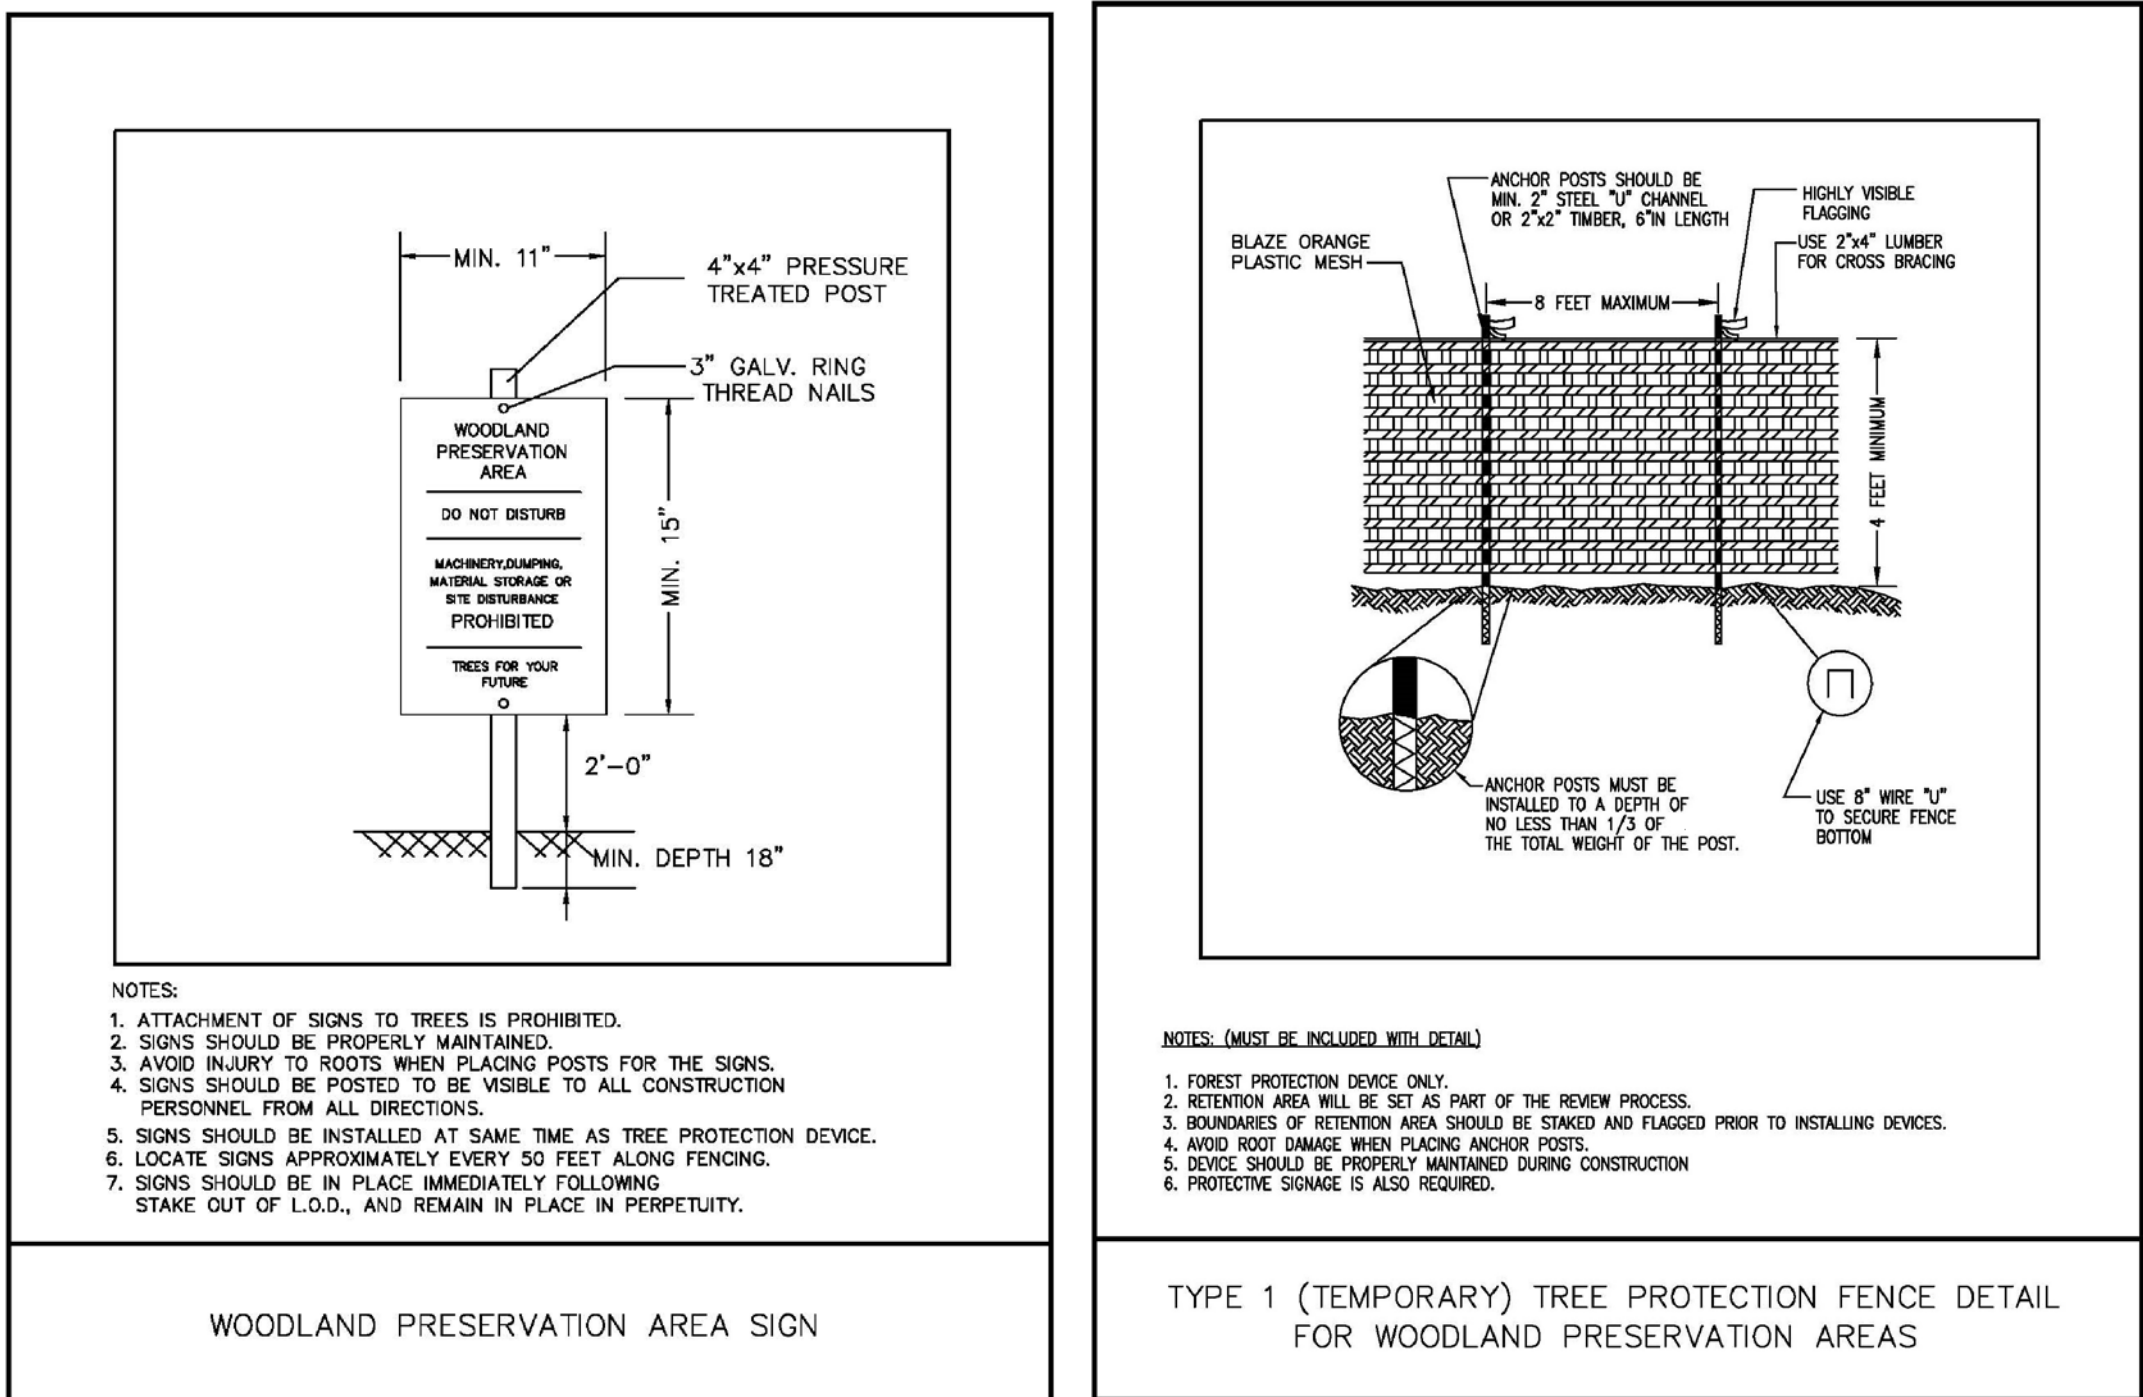 MIN. 11"
4"x4" PRESSURE
TREATED POST
3" GALV. RING
THREAD NAILS
WOODLAND
PRESERVATION
AREA
DO NOT DISTURB
MACHINERY,DUMPING,
MATERIAL STORAGE OR
SITE DISTURBANCE
PROHIBITED
TREES FOR YOUR
FUTURE
MIN. 15"
2'-0"
MIN. DEPTH 18"
NOTES:
1. ATTACHMENT OF SIGNS TO TREES IS PROHIBITED.
2. SIGNS SHOULD BE PROPERLY MAINTAINED.
3. AVOID INJURY TO ROOTS WHEN PLACING POSTS FOR THE SIGNS.
4. SIGNS SHOULD BE POSTED TO BE VISIBLE TO ALL CONSTRUCTION
PERSONNEL FROM ALL DIRECTIONS.
5. SIGNS SHOULD BE INSTALLED AT SAME TIME AS TREE PROTECTION DEVICE.
6. LOCATE SIGNS APPROXIMATELY EVERY 50 FEET ALONG FENCING.
7. SIGNS SHOULD BE IN PLACE IMMEDIATELY FOLLOWING
STAKE OUT OF L.O.D., AND REMAIN IN PLACE IN PERPETUITY.
WOODLAND PRESERVATION AREA SIGN
ANCHOR POSTS SHOULD BE
MIN. 2" STEEL "U" CHANNEL
OR 2"x2" TIMBER, 6"IN LENGTH
HIGHLY VISIBLE
FLAGGING
BLAZE ORANGE
PLASTIC MESH
USE 2"x4" LUMBER
FOR CROSS BRACING
8 FEET MAXIMUM
4 FEET MINIMUM
ANCHOR POSTS MUST BE
INSTALLED TO A DEPTH OF
NO LESS THAN 1/3 OF
THE TOTAL WEIGHT OF THE POST.
USE 8" WIRE "U"
TO SECURE FENCE
BOTTOM
NOTES: (MUST BE INCLUDED WITH DETAIL)
1. FOREST PROTECTION DEVICE ONLY.
2. RETENTION AREA WILL BE SET AS PART OF THE REVIEW PROCESS.
3. BOUNDARIES OF RETENTION AREA SHOULD BE STAKED AND FLAGGED PRIOR TO INSTALLING DEVICES.
4. AVOID ROOT DAMAGE WHEN PLACING ANCHOR POSTS.
5. DEVICE SHOULD BE PROPERLY MAINTAINED DURING CONSTRUCTION
6. PROTECTIVE SIGNAGE IS ALSO REQUIRED.
TYPE 1 (TEMPORARY) TREE PROTECTION FENCE DETAIL
FOR WOODLAND PRESERVATION AREAS